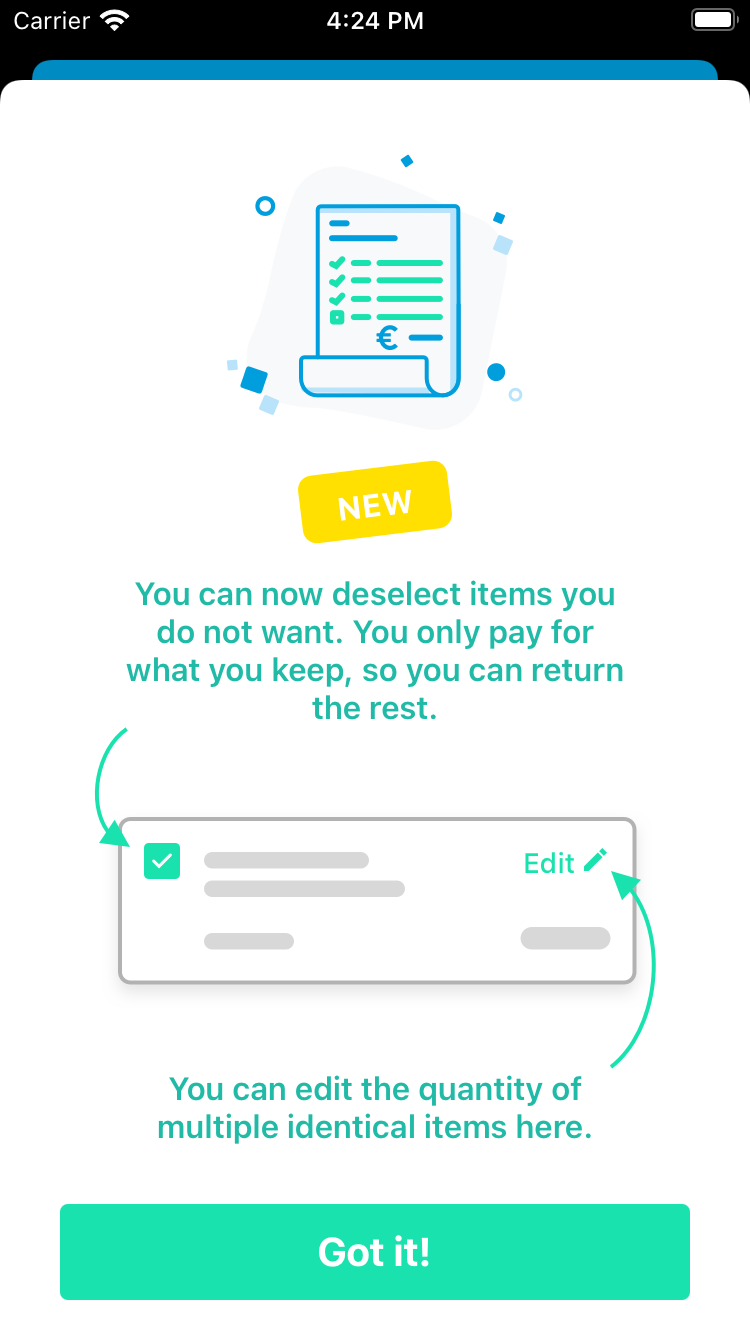 Carrier 4:24 PM
€
NEW
You can now deselect items you
do not want. You only pay for
what you keep, so you can return
the rest.
Edit
You can edit the quantity of
multiple identical items here.
Got it!